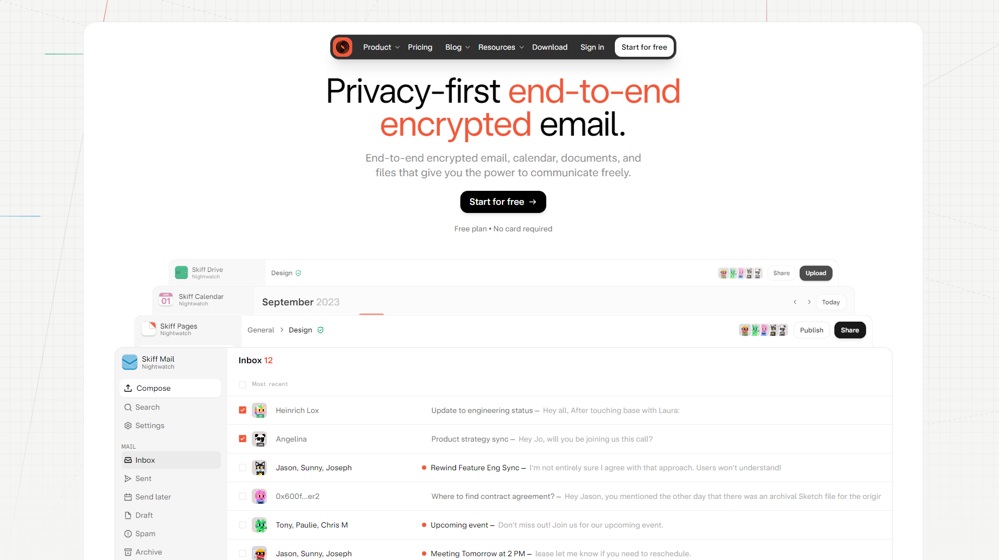 Product Pricing Blog Resources Download Sign in Start for free
Privacy-first end-to-end
encrypted email.
End-to-end encrypted email, calendar, documents, and
files that give you the power to communicate freely.
Start for free →
Free plan • No card required
Skiff Drive
Nightwatch
Design
Share
Upload
APR
01
Skiff Calendar
Nightwatch
September 2023
Today
Skiff Pages
Nightwatch
General > Design
Publish
Share
Skiff Mail
Nightwatch
Compose
Search
Settings
MAIL
Inbox
Sent
Send later
Draft
Spam
Archive
Inbox 12
Most recent
Heinrich Lox Update to engineering status – Hey all, After touching base with Laura:
Angelina Product strategy sync – Hey Jo, will you be joining us this call?
Jason, Sunny, Joseph Rewind Feature Eng Sync – I'm not entirely sure I agree with that approach. Users won't understand!
0x600f...er2 Where to find contract agreement? – Hey Jason, you mentioned the other day that there was an archival Sketch file for the origir
Tony, Paulie, Chris M Upcoming event – Don't miss out! Join us for our upcoming event.
Jason, Sunny, Joseph Meeting Tomorrow at 2 PM – lease let me know if you need to reschedule.